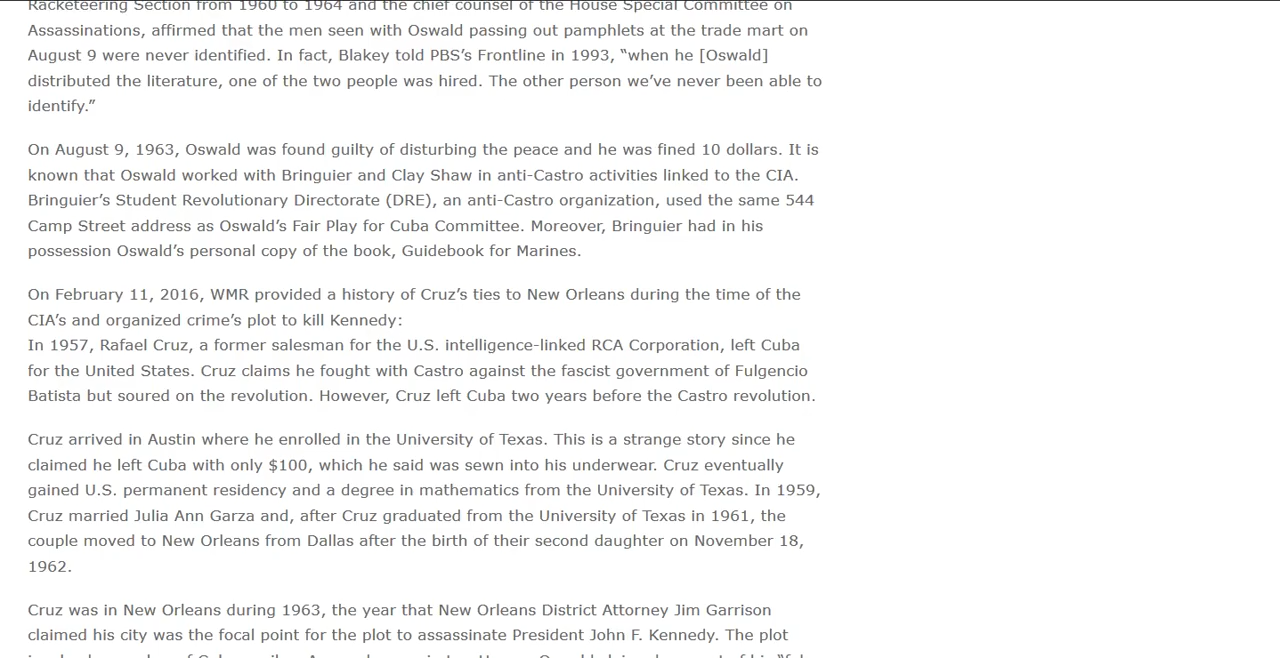 Racketeering Section from 1960 to 1964 and the chief counsel of the House Special Committee on
Assassinations, affirmed that the men seen with Oswald passing out pamphlets at the trade mart on
August 9 were never identified. In fact, Blakey told PBS’s Frontline in 1993, “when he [Oswald]
distributed the literature, one of the two people was hired. The other person we’ve never been able to
identify.”
On August 9, 1963, Oswald was found guilty of disturbing the peace and he was fined 10 dollars. It is
known that Oswald worked with Bringuier and Clay Shaw in anti-Castro activities linked to the CIA.
Bringuier’s Student Revolutionary Directorate (DRE), an anti-Castro organization, used the same 544
Camp Street address as Oswald’s Fair Play for Cuba Committee. Moreover, Bringuier had in his
possession Oswald’s personal copy of the book, Guidebook for Marines.
On February 11, 2016, WMR provided a history of Cruz’s ties to New Orleans during the time of the
CIA’s and organized crime’s plot to kill Kennedy:
In 1957, Rafael Cruz, a former salesman for the U.S. intelligence-linked RCA Corporation, left Cuba
for the United States. Cruz claims he fought with Castro against the fascist government of Fulgencio
Batista but soured on the revolution. However, Cruz left Cuba two years before the Castro revolution.
Cruz arrived in Austin where he enrolled in the University of Texas. This is a strange story since he
claimed he left Cuba with only $100, which he said was sewn into his underwear. Cruz eventually
gained U.S. permanent residency and a degree in mathematics from the University of Texas. In 1959,
Cruz married Julia Ann Garza and, after Cruz graduated from the University of Texas in 1961, the
couple moved to New Orleans from Dallas after the birth of their second daughter on November 18,
1962.
Cruz was in New Orleans during 1963, the year that New Orleans District Attorney Jim Garrison
claimed his city was the focal point for the plot to assassinate President John F. Kennedy. The plot